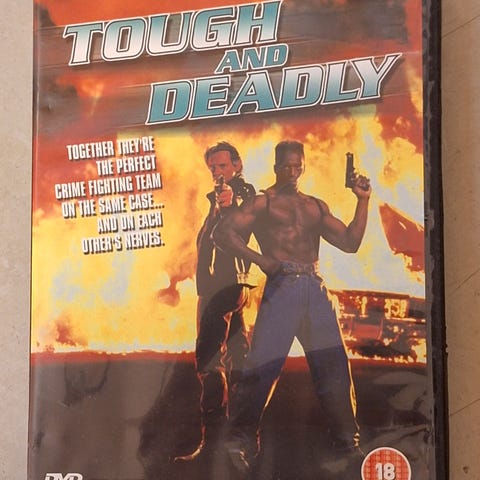 TOUGH
AND
DEADLY
TOGETHER THEY'RE
THE PERFECT
CRIME FIGHTING TEAM
ON THE SAME CASE...
AND ON EACH
OTHER'S NERVES.
DVD
18